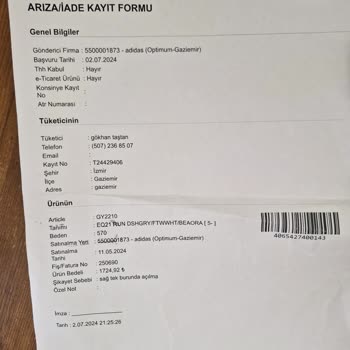 ARIZA/İADE KAYIT FORMU
Genel Bilgiler
Gönderici Firma : 5500001873 - adidas (Optimum-Gaziemir)
Başvuru Tarihi : 02.07.2024
Thh Kabul : Hayır
e-Ticaret Ürünü : Hayır
Konsinye Kayıt No :
Atr Numarası :
Tüketicinin
Tüketici : gökhan taştan
Telefon : (507) 236 85 07
Email :
Kayıt No : T24429406
Şehir : İzmir
İlçe : Gaziemir
Adres : gaziemir
Ürünün
Article : GY2210
Tanımı : EQ21 RUN DSHGRY/FTWWHT/BEAORA [ 5- ]
Beden : 570
Satınalma Yeri : 5500001873 - adidas (Optimum-Gaziemir)
Satınalma Tarihi : 11.05.2024
Fiş/Fatura No : 250690
Ürün Bedeli : 1724,92 ₺
Şikayet Sebebi : sağ tek burunda açılma
Özel Not :
4065427400143
İmza :
Tarih : 2.07.2024 21:25:26